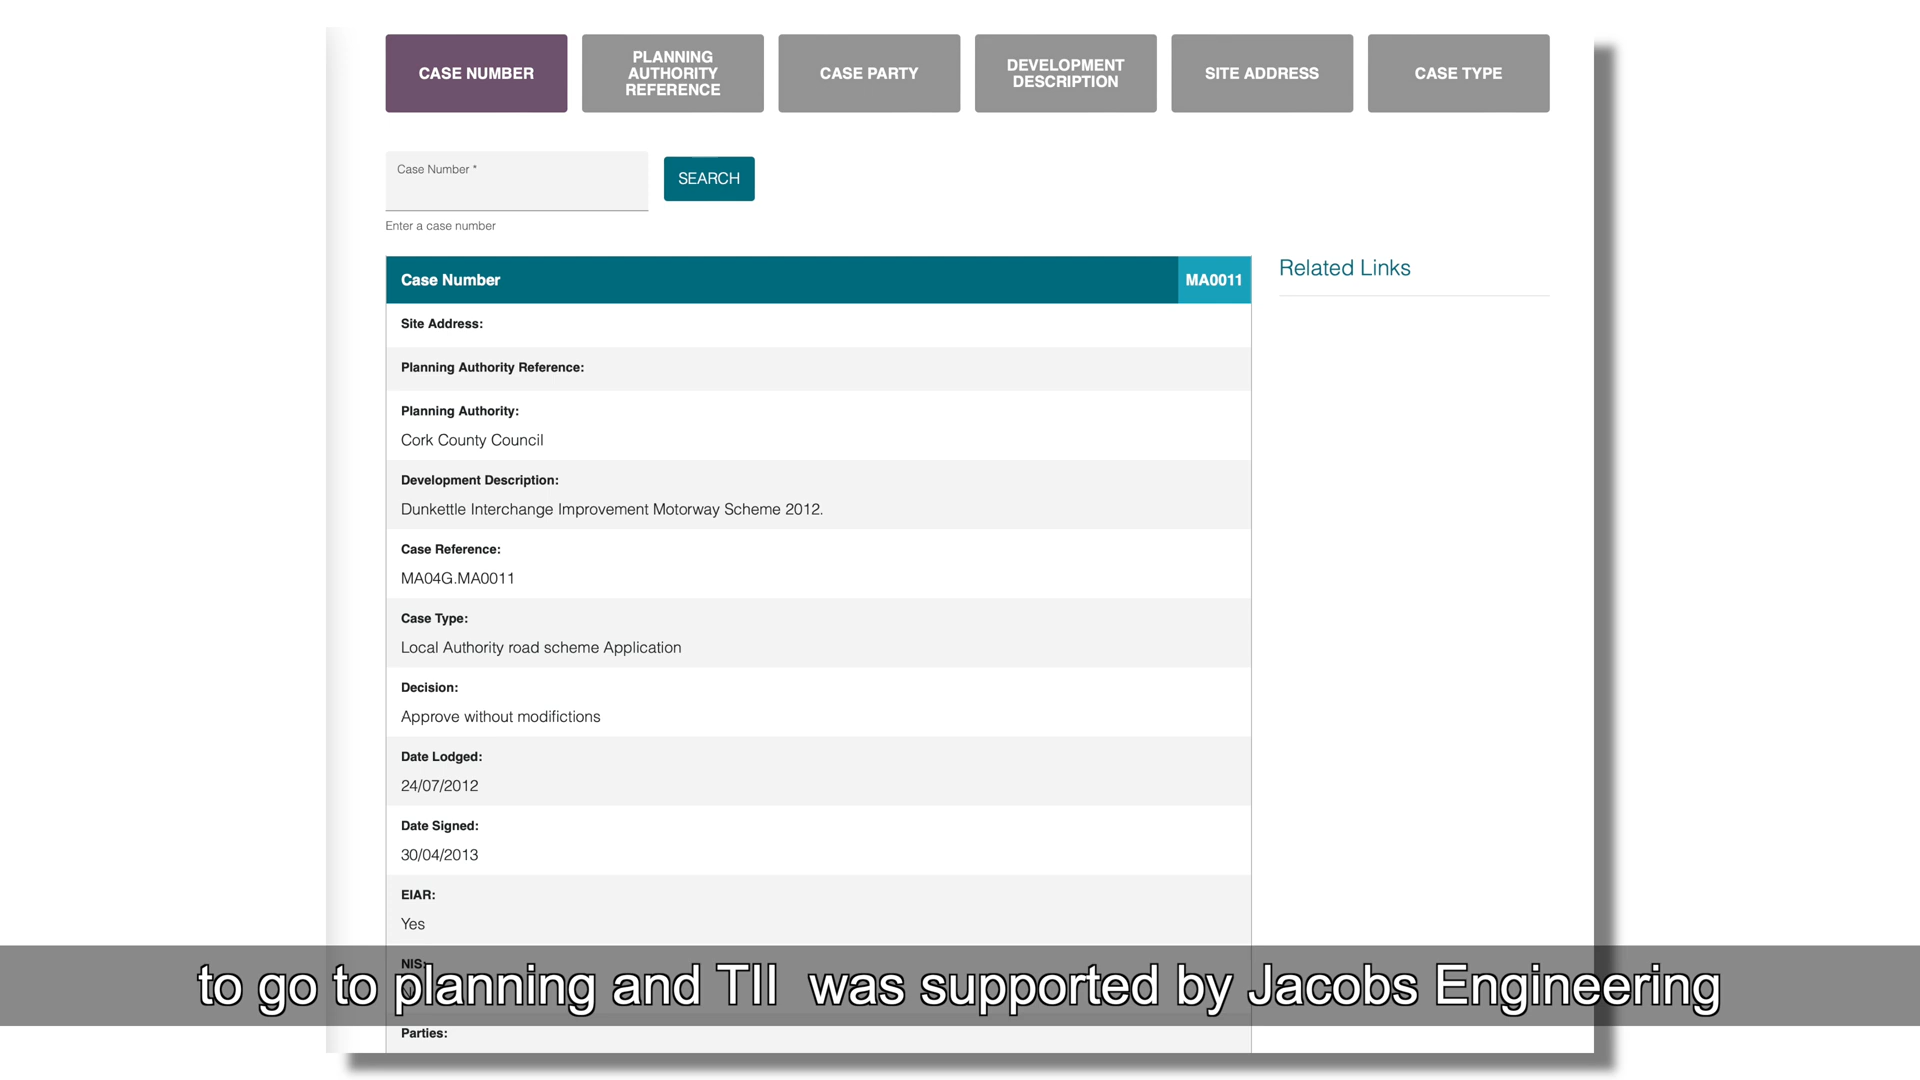 CASE NUMBER
PLANNING
AUTHORITY
REFERENCE
CASE PARTY
DEVELOPMENT
DESCRIPTION
SITE ADDRESS
CASE TYPE
Case Number *
SEARCH
Enter a case number
Case Number
MA0011
Related Links
Site Address:
Planning Authority Reference:
Planning Authority:
Cork County Council
Development Description:
Dunkettle Interchange Improvement Motorway Scheme 2012.
Case Reference:
MA04G.MA0011
Case Type:
Local Authority road scheme Application
Decision:
Approve without modifictions
Date Lodged:
24/07/2012
Date Signed:
30/04/2013
EIAR:
Yes
NIS:
to go to planning and TII was supported by Jacobs Engineering
Parties: